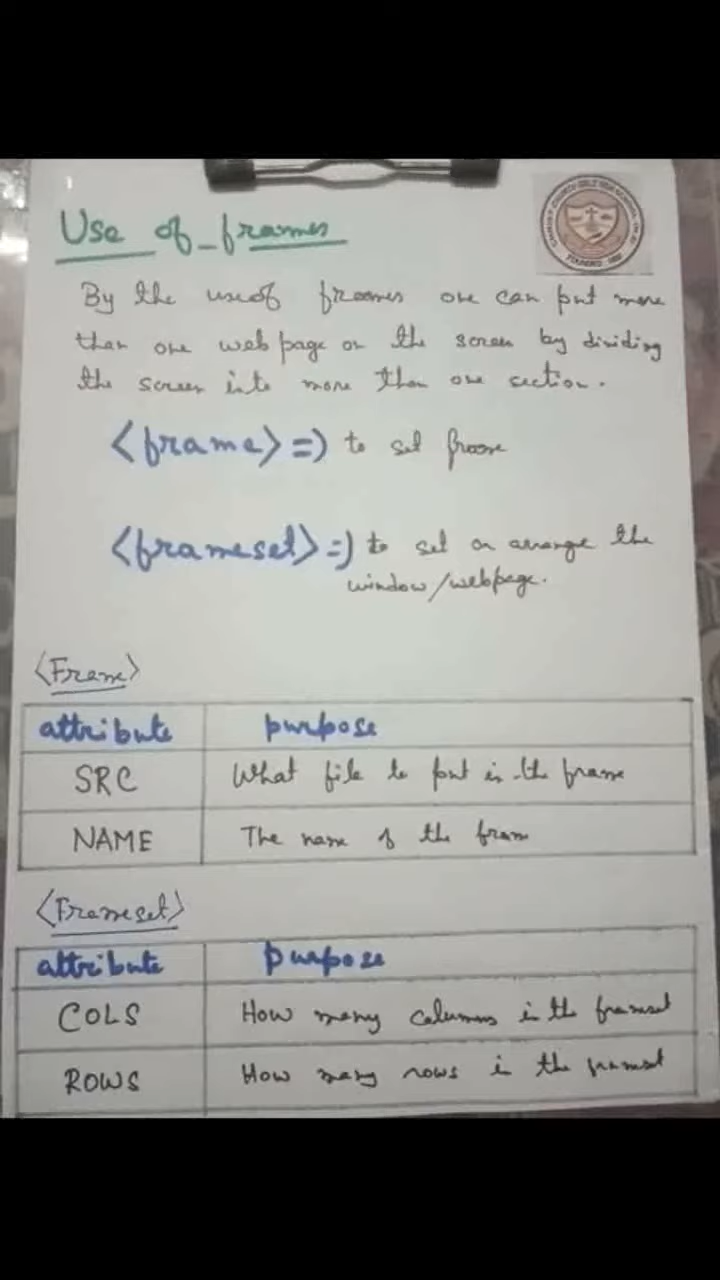 Use of frames
By the use of frames one can put more
than one web page on the screen by dividing
the screen into more than one section.
<frame> => to set frame
<frameset> => to set or arrange the
window/webpage.
<Frame>
attribute purpose
SRC What file to put in the frame
NAME The name of the fram
<Frameset>
attribute purpose
COLS How many columns in the framset
ROWS How many rows in the framset